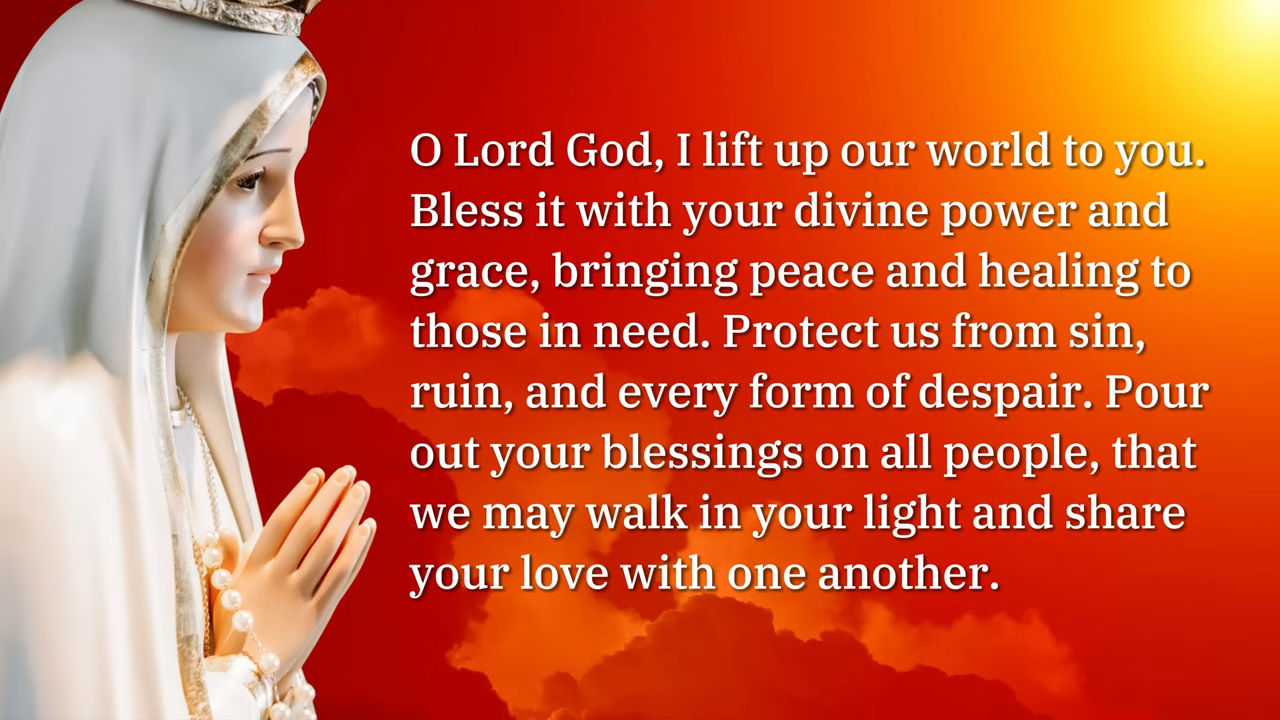 O Lord God, I lift up our world to you.
Bless it with your divine power and
grace, bringing peace and healing to
those in need. Protect us from sin,
ruin, and every form of despair. Pour
out your blessings on all people, that
we may walk in your light and share
your love with one another.